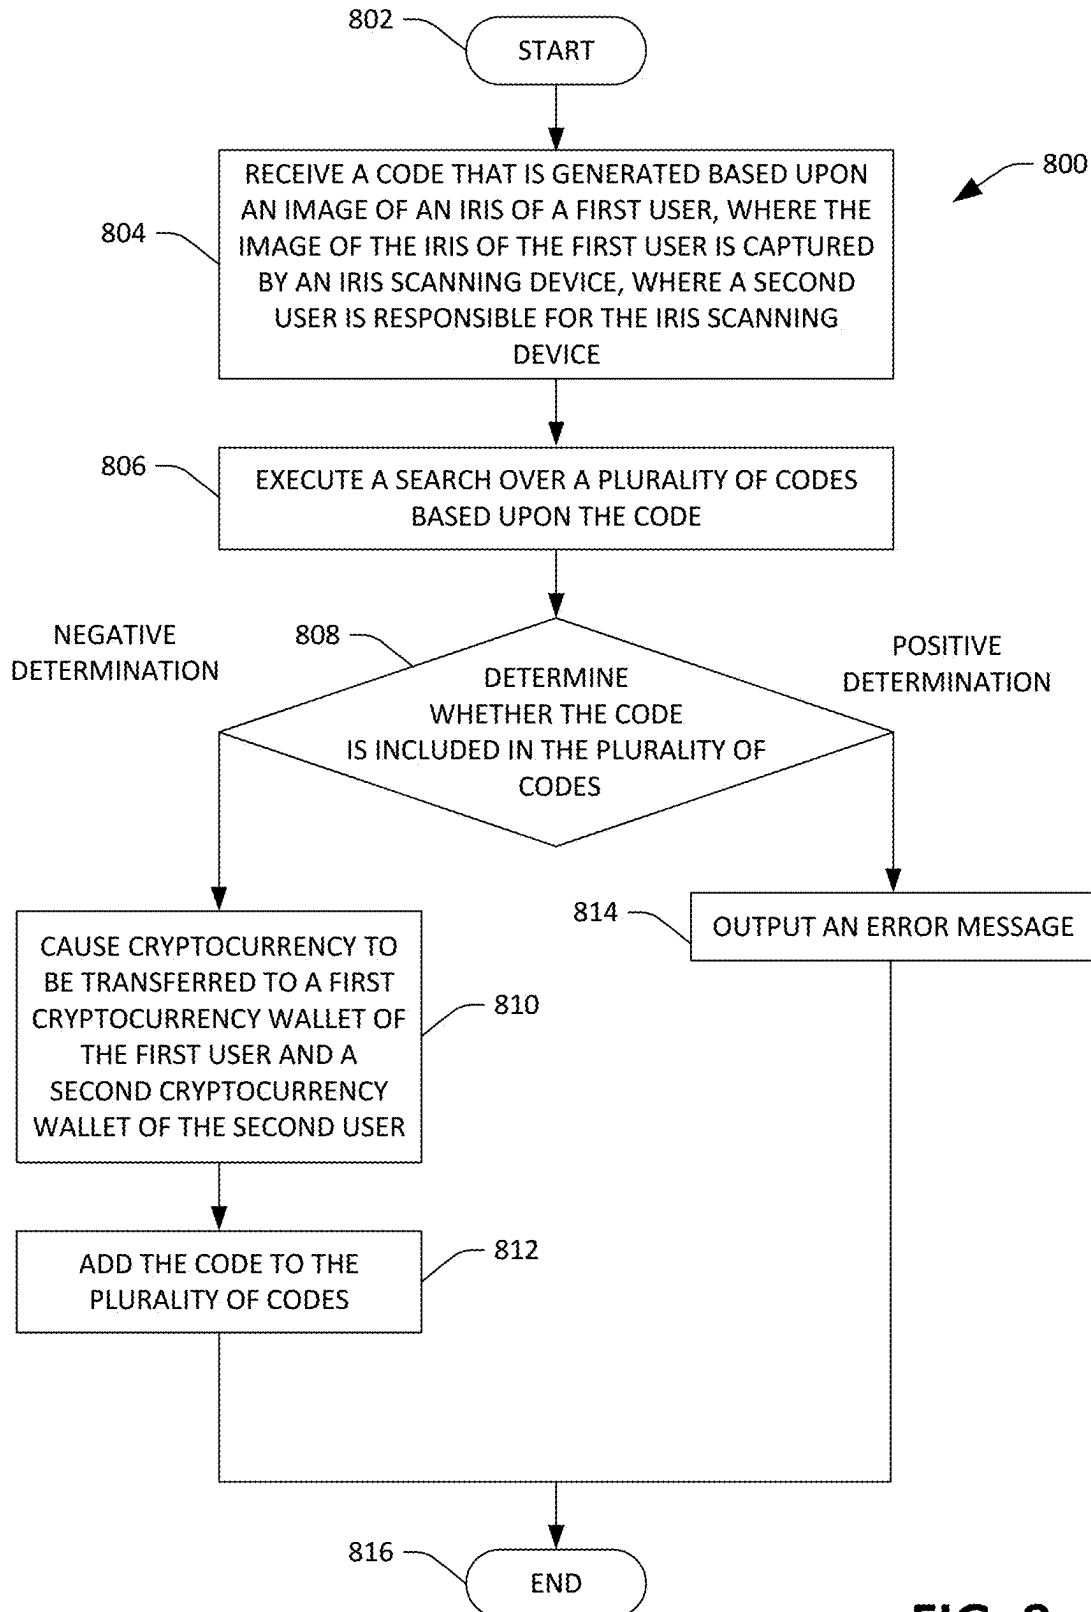 802
START
800
804
RECEIVE A CODE THAT IS GENERATED BASED UPON
AN IMAGE OF AN IRIS OF A FIRST USER, WHERE THE
IMAGE OF THE IRIS OF THE FIRST USER IS CAPTURED
BY AN IRIS SCANNING DEVICE, WHERE A SECOND
USER IS RESPONSIBLE FOR THE IRIS SCANNING
DEVICE
806
EXECUTE A SEARCH OVER A PLURALITY OF CODES
BASED UPON THE CODE
NEGATIVE
DETERMINATION
808
DETERMINE
WHETHER THE CODE
IS INCLUDED IN THE PLURALITY OF
CODES
POSITIVE
DETERMINATION
CAUSE CRYPTOCURRENCY TO
BE TRANSFERRED TO A FIRST
CRYPTOCURRENCY WALLET OF
THE FIRST USER AND A
SECOND CRYPTOCURRENCY
WALLET OF THE SECOND USER
810
814
OUTPUT AN ERROR MESSAGE
ADD THE CODE TO THE
PLURALITY OF CODES
812
816
END